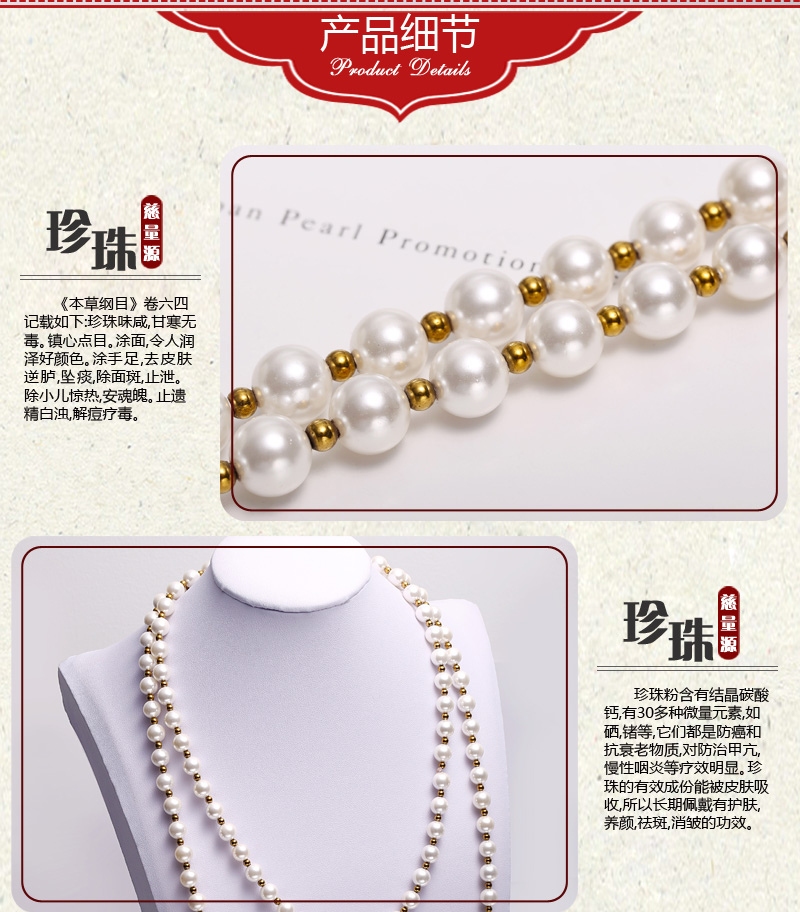 产品细节
Product Details
an Pearl Promotion
珍珠
慈量源
《本草纲目》卷六四
记载如下:珍珠味咸,甘寒无
毒。镇心点目。涂面,令人润
泽好颜色。涂手足,去皮肤
逆胪,坠痰,除面斑,止泄。
除小儿惊热,安魂魄。止遗
精白浊,解痘疗毒。
珍珠
慈量源
珍珠粉含有结晶碳酸
钙,有30多种微量元素,如
硒,锗等,它们都是防癌和
抗衰老物质,对防治甲亢,
慢性咽炎等疗效明显。珍
珠的有效成份能被皮肤吸
收,所以长期佩戴有护肤,
养颜,祛斑,消皱的功效。